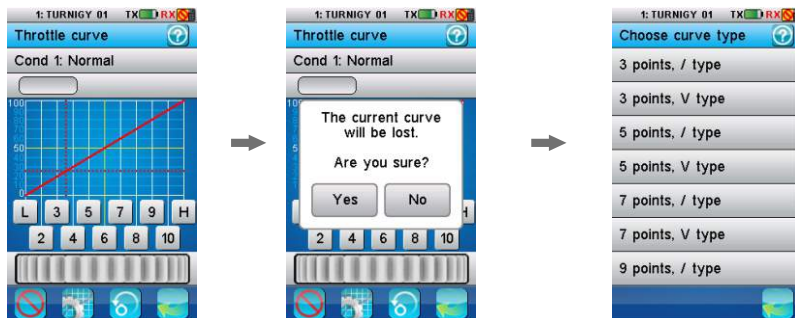 1: TURNIGY 01 TX RX
Throttle curve
Cond 1: Normal
100
50
0
L 3 5 7 9 H
2 4 6 8 10
1: TURNIGY 01 TX RX
Throttle curve
Cond 1: Normal
The current curve
will be lost.
Are you sure?
Yes No
2 4 6 8 10
1: TURNIGY 01 TX RX
Choose curve type
3 points, / type
3 points, V type
5 points, / type
5 points, V type
7 points, / type
7 points, V type
9 points, / type